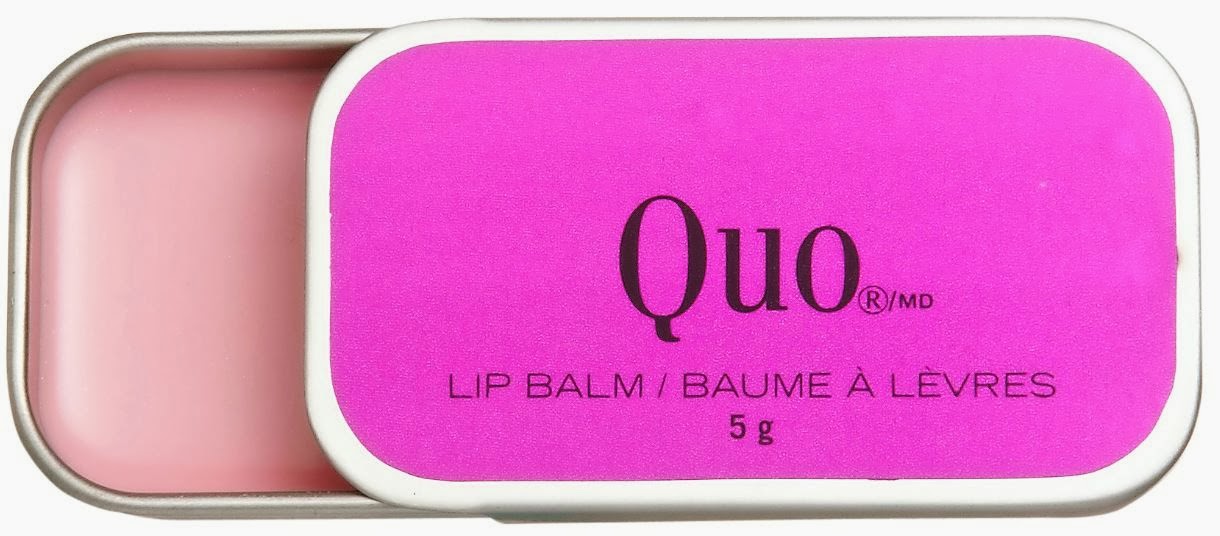 Quo®/MD
LIP BALM / BAUME À LÈVRES
5 g